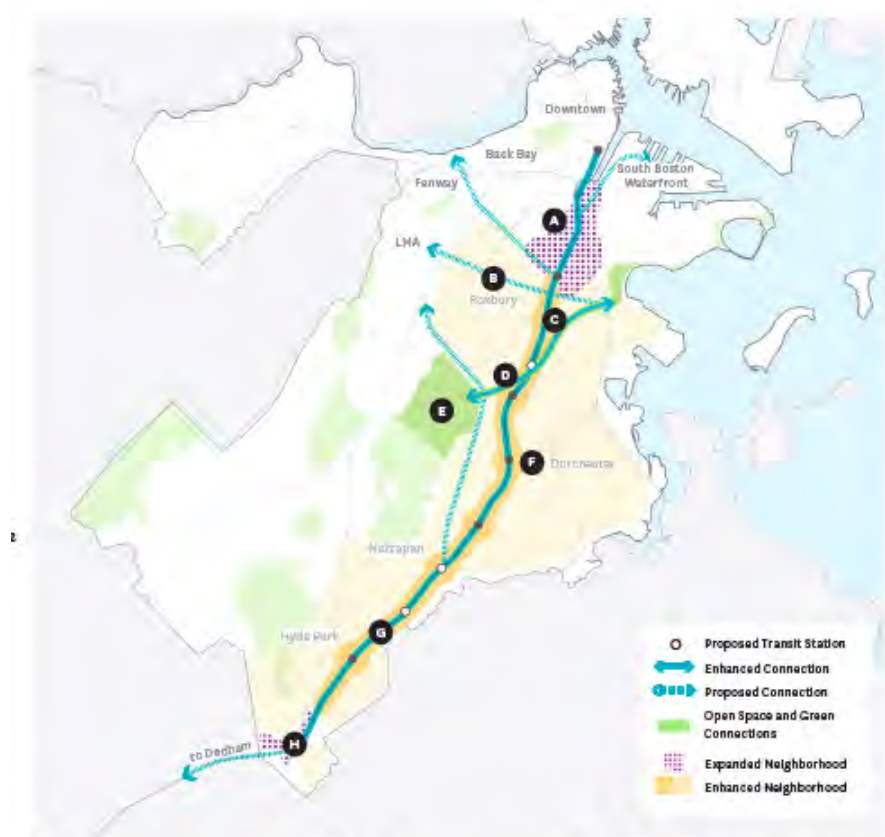 Downtown
Back Bay
South Boston
Waterfront
Fenway
A
LMA
B
Roxbury
C
D
E
F
Dorchester
Mattapan
Hyde Park
G
H
to Dedham
2
Proposed Transit Station
Enhanced Connection
Proposed Connection
Open Space and Green
Connections
Expanded Neighborhood
Enhanced Neighborhood